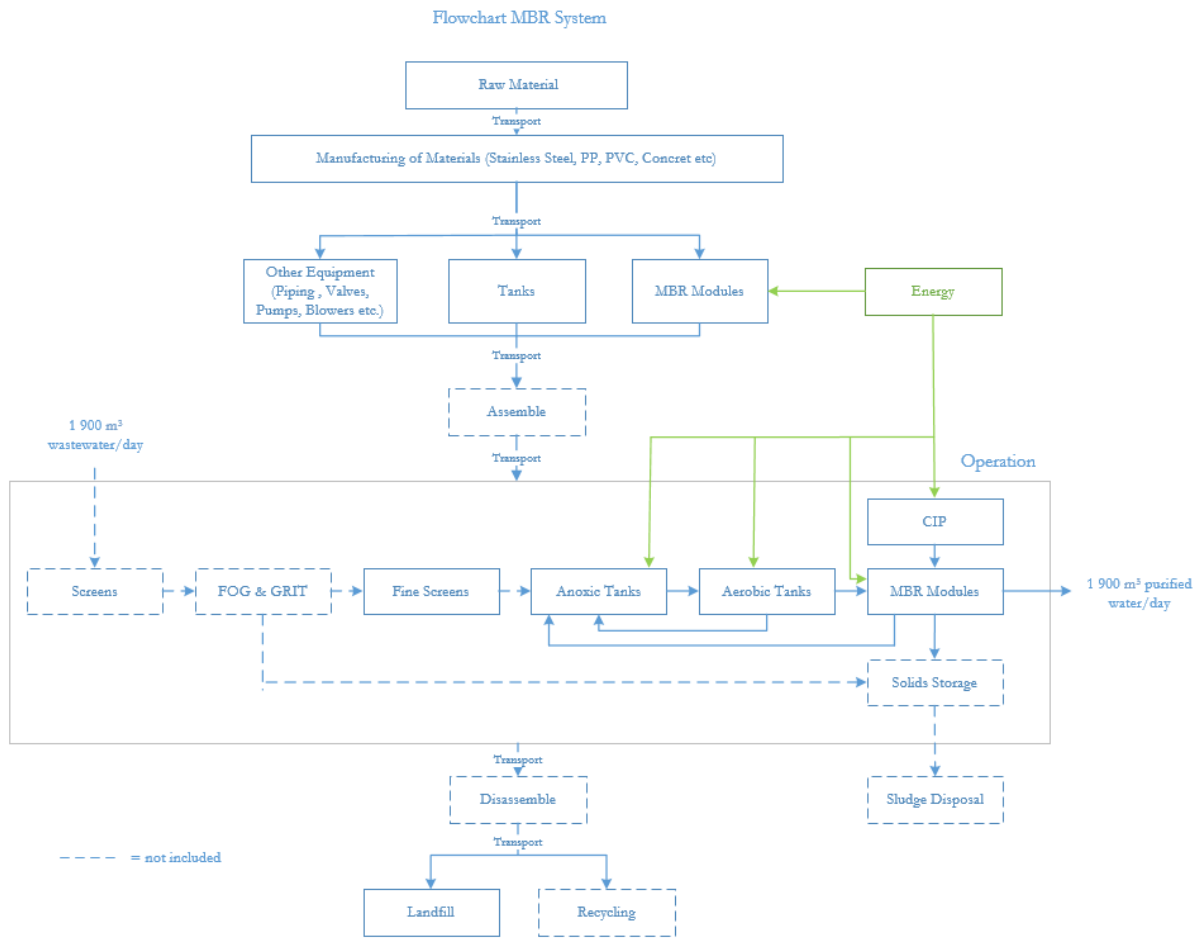 Flowchart MBR System
Raw Material
Transport
Manufacturing of Materials (Stainless Steel, PP, PVC, Concret etc)
Transport
Other Equipment
(Piping , Valves,
Pumps, Blowers etc.)
Tanks
MBR Modules
Energy
Transport
Assemble
1 900 m³
wastewater/day
Transport
Operation
CIP
Screens
FOG & GRIT
Fine Screens
Anoxic Tanks
Aerobic Tanks
MBR Modules
1 900 m³ purified
water/day
Solids Storage
Transport
Disassemble
Sludge Disposal
Transport
= not included
Landfill
Recycling